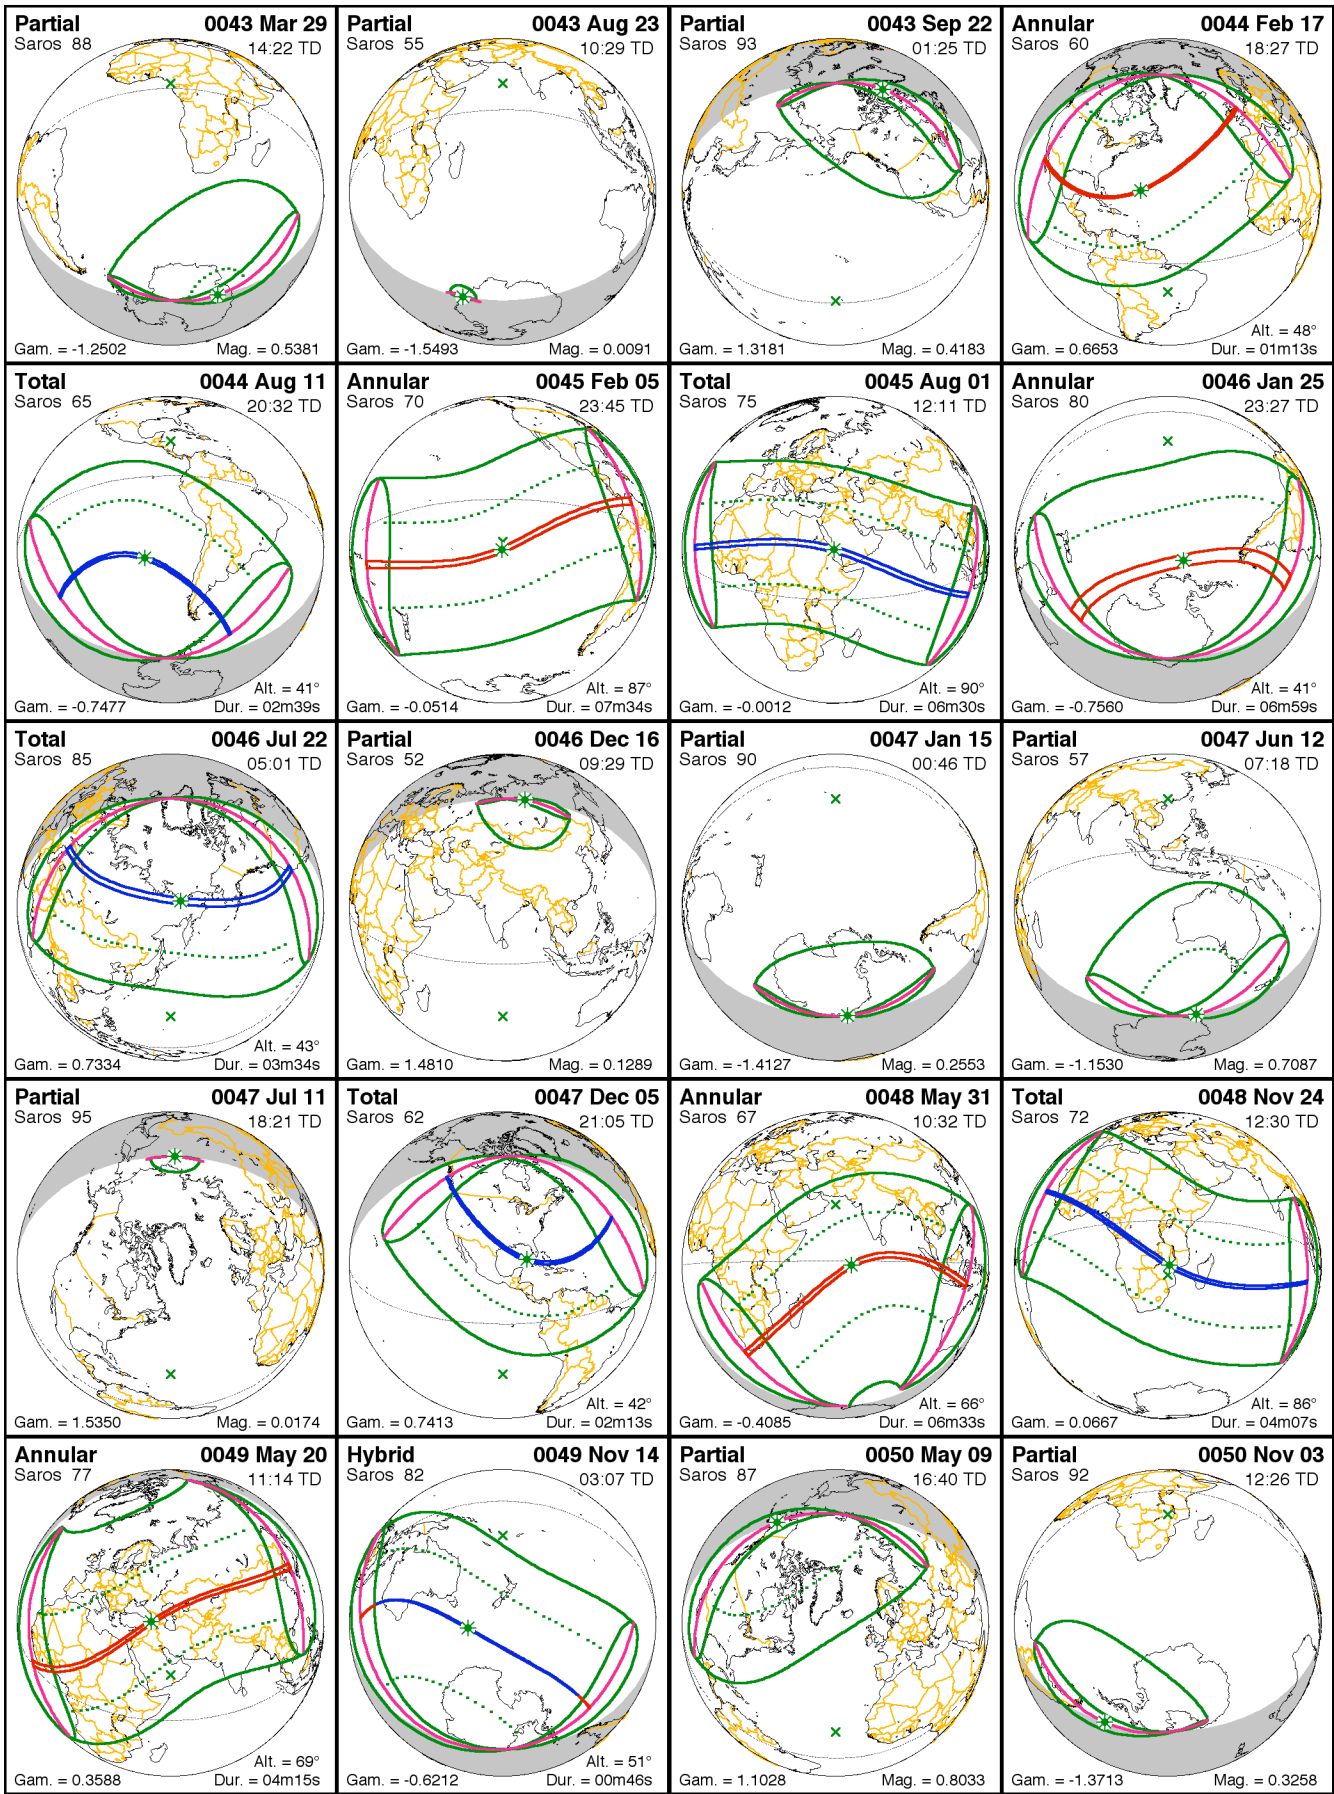 Partial 0043 Mar 29
Saros 88 14:22 TD
Gam. = -1.2502 Mag. = 0.5381
Partial 0043 Aug 23
Saros 55 10:29 TD
Gam. = -1.5493 Mag. = 0.0091
Partial 0043 Sep 22
Saros 93 01:25 TD
Gam. = 1.3181 Mag. = 0.4183
Annular 0044 Feb 17
Saros 60 18:27 TD
Alt. = 48°
Gam. = 0.6653 Dur. = 01m13s
Total 0044 Aug 11
Saros 65 20:32 TD
Alt. = 41°
Gam. = -0.7477 Dur. = 02m39s
Annular 0045 Feb 05
Saros 70 23:45 TD
Alt. = 87°
Gam. = -0.0514 Dur. = 07m34s
Total 0045 Aug 01
Saros 75 12:11 TD
Alt. = 90°
Gam. = -0.0012 Dur. = 06m30s
Annular 0046 Jan 25
Saros 80 23:27 TD
Alt. = 41°
Gam. = -0.7560 Dur. = 06m59s
Total 0046 Jul 22
Saros 85 05:01 TD
Alt. = 43°
Gam. = 0.7334 Dur. = 03m34s
Partial 0046 Dec 16
Saros 52 09:29 TD
Gam. = 1.4810 Mag. = 0.1289
Partial 0047 Jan 15
Saros 90 00:46 TD
Gam. = -1.4127 Mag. = 0.2553
Partial 0047 Jun 12
Saros 57 07:18 TD
Gam. = -1.1530 Mag. = 0.7087
Partial 0047 Jul 11
Saros 95 18:21 TD
Gam. = 1.5350 Mag. = 0.0174
Total 0047 Dec 05
Saros 62 21:05 TD
Alt. = 42°
Gam. = 0.7413 Dur. = 02m13s
Annular 0048 May 31
Saros 67 10:32 TD
Alt. = 66°
Gam. = -0.4085 Dur. = 06m33s
Total 0048 Nov 24
Saros 72 12:30 TD
Alt. = 86°
Gam. = 0.0667 Dur. = 04m07s
Annular 0049 May 20
Saros 77 11:14 TD
Alt. = 69°
Gam. = 0.3588 Dur. = 04m15s
Hybrid 0049 Nov 14
Saros 82 03:07 TD
Alt. = 51°
Gam. = -0.6212 Dur. = 00m46s
Partial 0050 May 09
Saros 87 16:40 TD
Gam. = 1.1028 Mag. = 0.8033
Partial 0050 Nov 03
Saros 92 12:26 TD
Gam. = -1.3713 Mag. = 0.3258